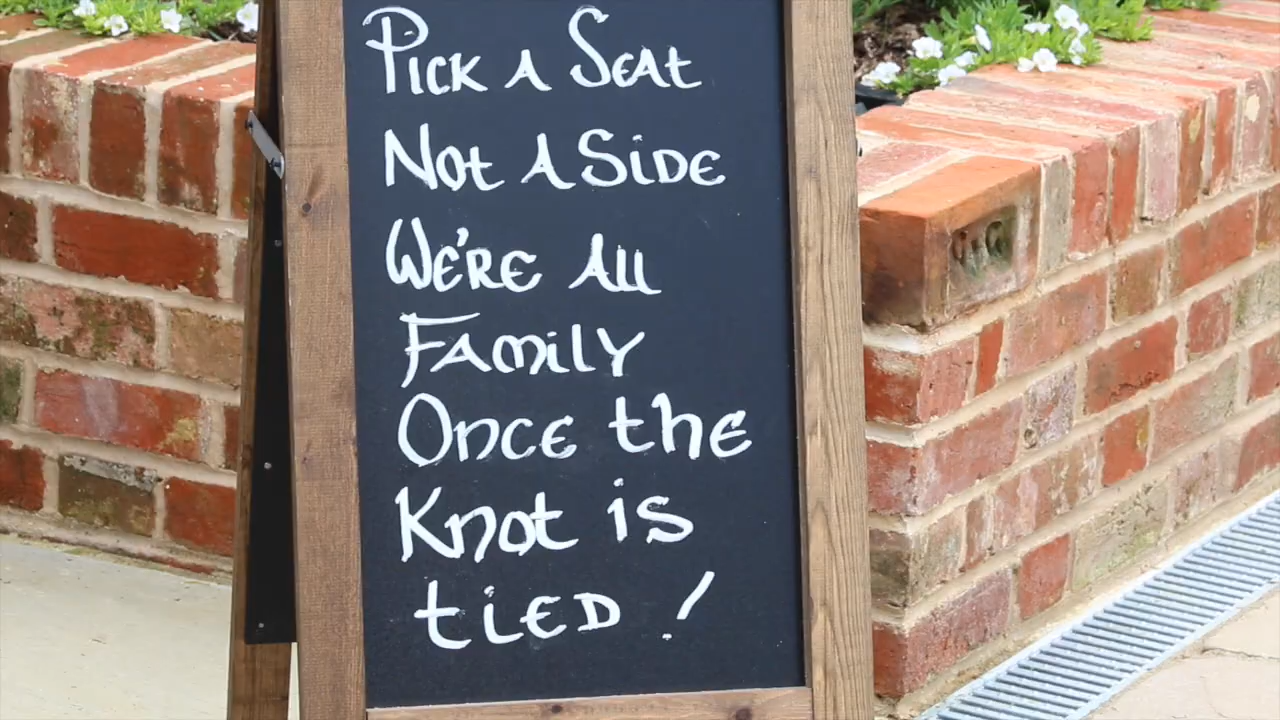 Pick A Seat
Not A Side
We're All
Family
Once the
Knot is
tied !